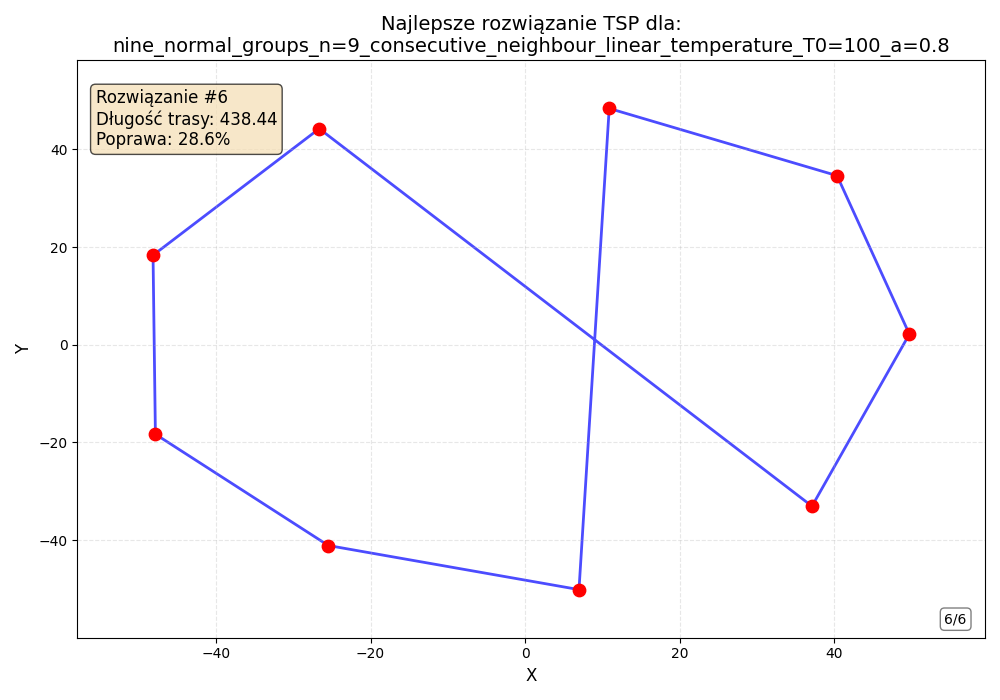 Najlepsze rozwiązanie TSP dla:
nine_normal_groups_n=9_consecutive_neighbour_linear_temperature_T0=100_a=0.8
Rozwiązanie #6
Długość trasy: 438.44
Poprawa: 28.6%
40
20
0
−20
−40
Y
6/6
−40
−20
0
20
40
X